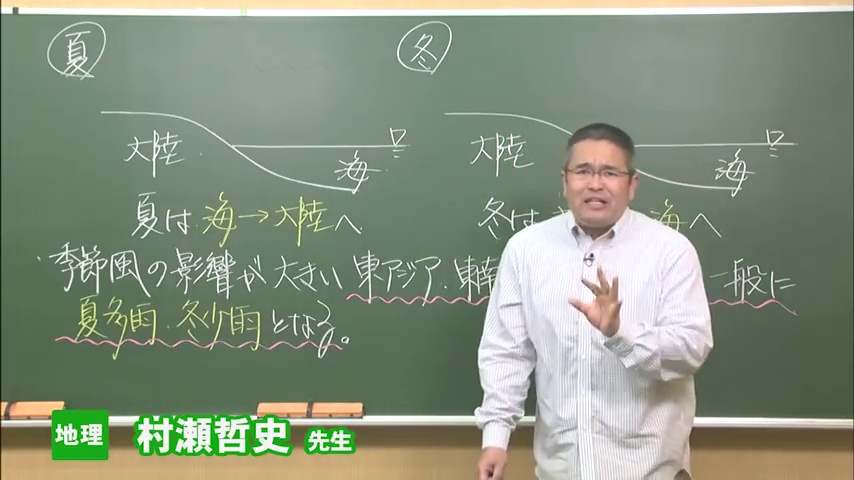 夏
冬
大陸
海
大陸
海
夏は 海→大陸へ
冬は 海へ
・季節風の影響が大きい 東アジア・東南 一般に
夏多雨・冬少雨となる。
地理 村瀬哲史 先生